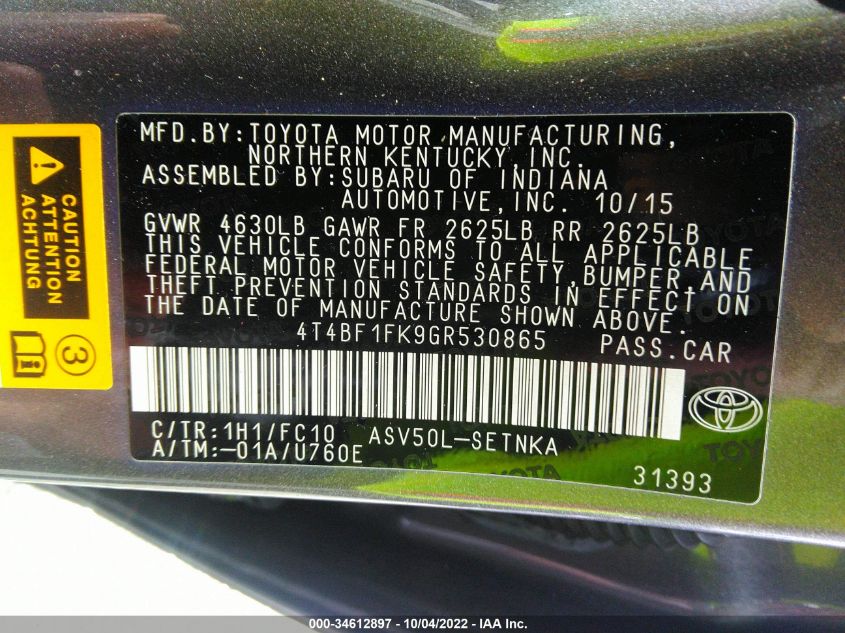 MFD.BY:TOYOTA MOTOR MANUFACTURING,
NORTHERN KENTUCKY,INC.
ASSEMBLED BY:SUBARU OF INDIANA
AUTOMOTIVE,INC. 10/15
GVWR 4630LB GAWR FR 2625LB RR 2625LB
THIS VEHICLE CONFORMS TO ALL APPLICABLE
FEDERAL MOTOR VEHICLE SAFETY,BUMPER,AND
THEFT PREVENTION STANDARDS IN EFFECT ON
THE DATE OF MANUFACTURE SHOWN ABOVE.
4T4BF1FK9GR530865 PASS.CAR
C/TR:1H1/FC10 ASV50L-SETNKA
A/TM:-01A/U760E
31393
CAUTION
ATTENTION
ACHTUNG
3
TOYOTA
000-34612897 - 10/04/2022 - IAA Inc.